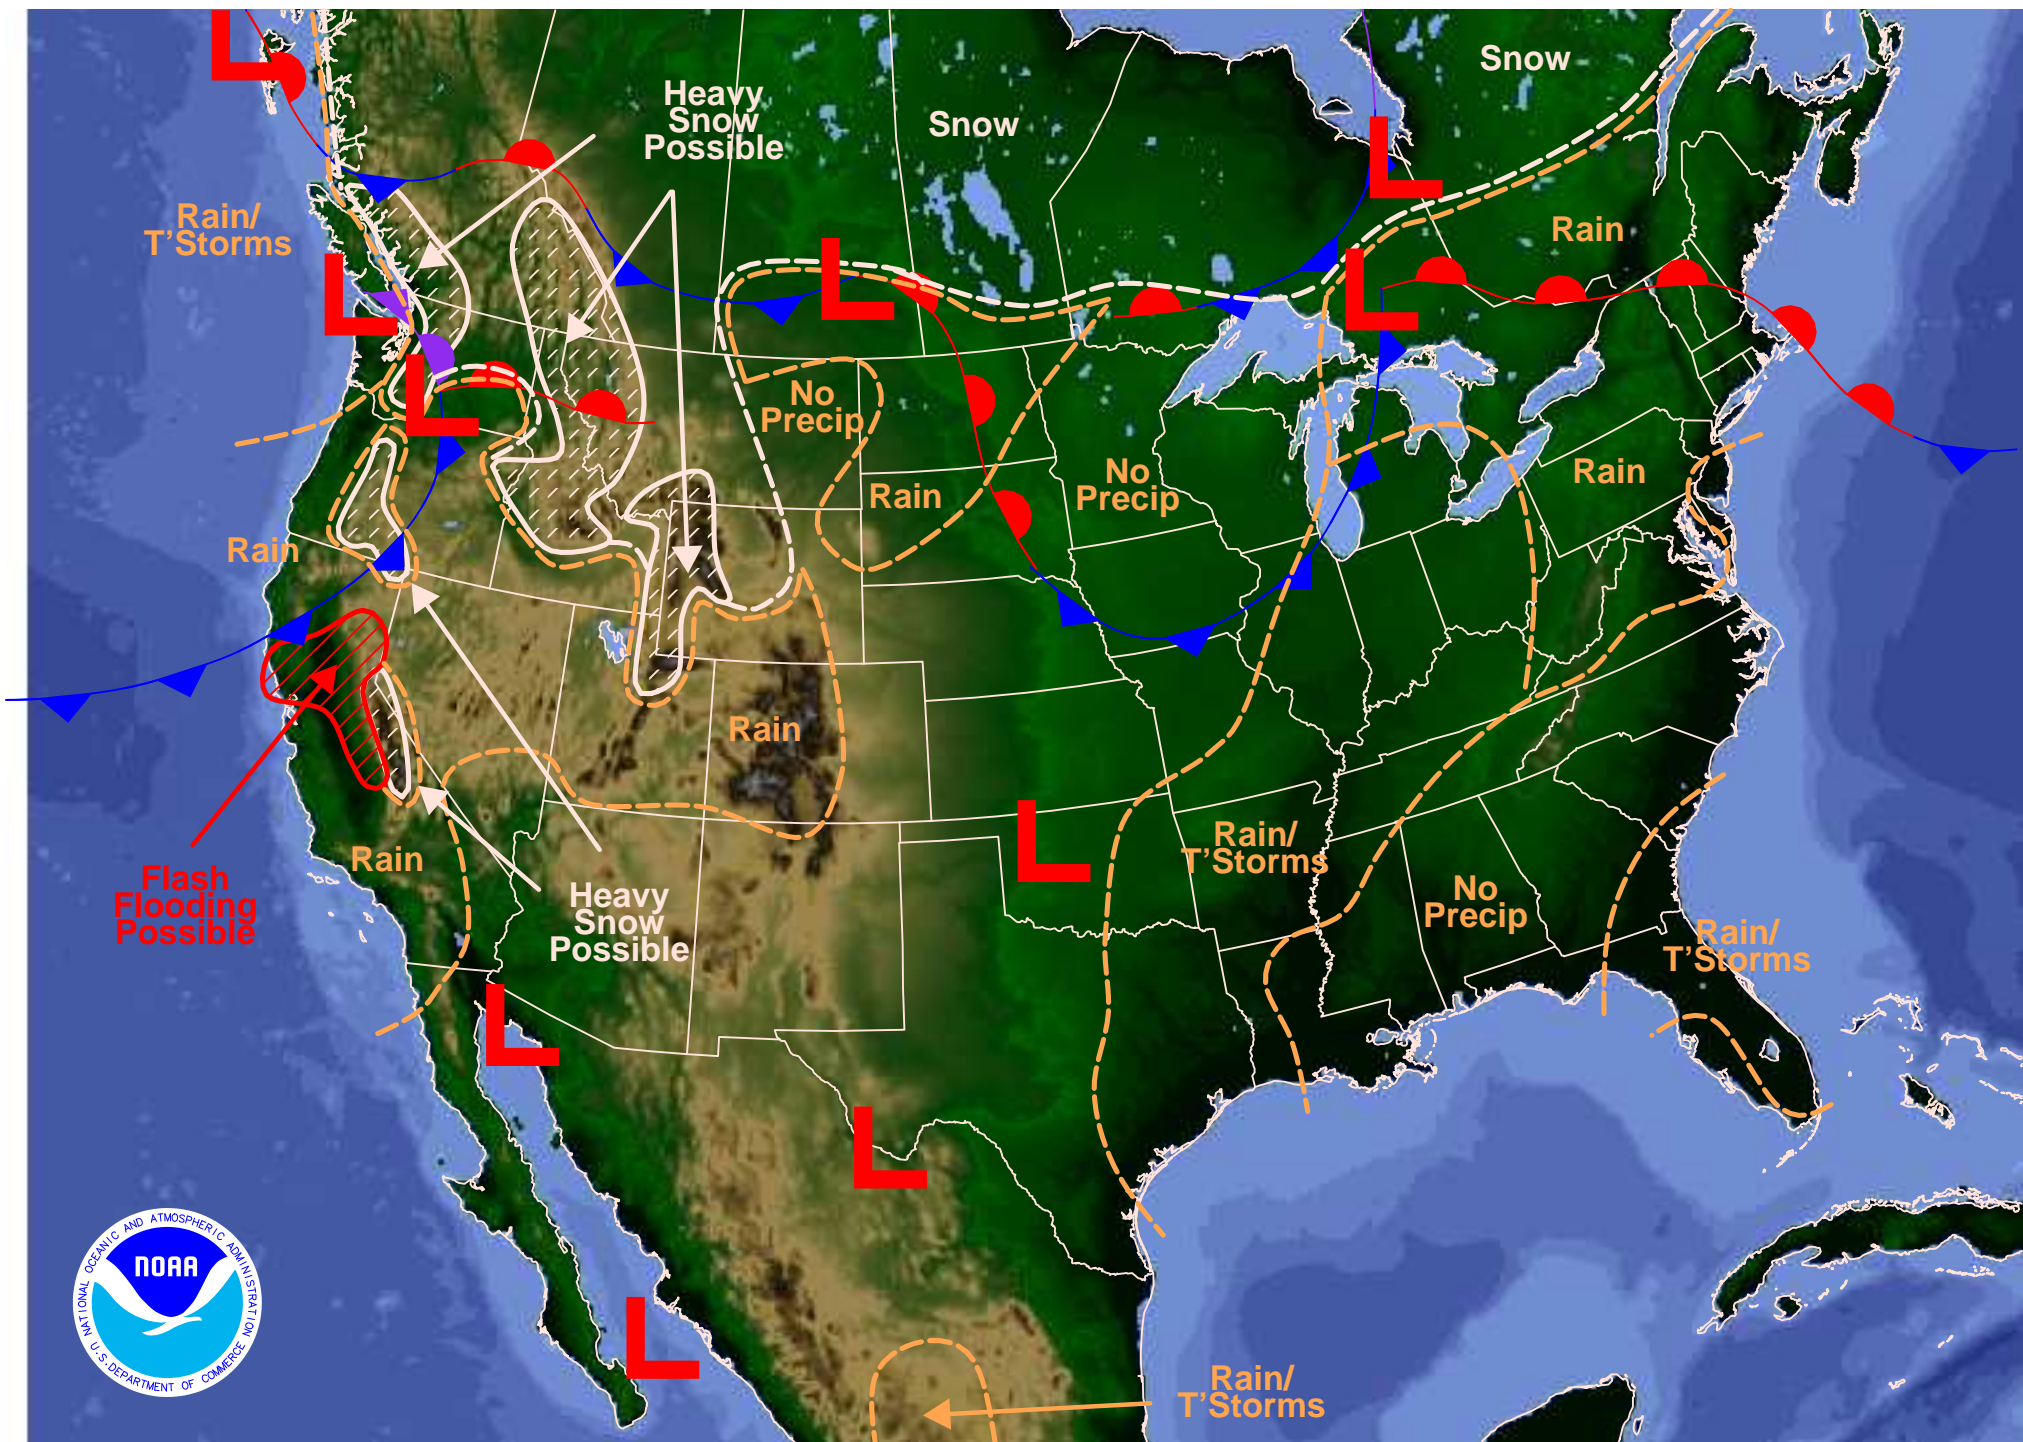 Snow
Heavy
Snow
Possible
Snow
Rain/
T'Storms
Rain
No
Precip
No
Precip
Rain
Rain
Rain
Rain
Rain/
T'Storms
Rain
Flash
Flooding
Possible
Heavy
Snow
Possible
No
Precip
Rain/
T'Storms
Rain/
T'Storms
L
L
L
L
L
L
L
L
L
L
NATIONAL OCEANIC AND ATMOSPHERIC ADMINISTRATION
NOAA
U.S. DEPARTMENT OF COMMERCE